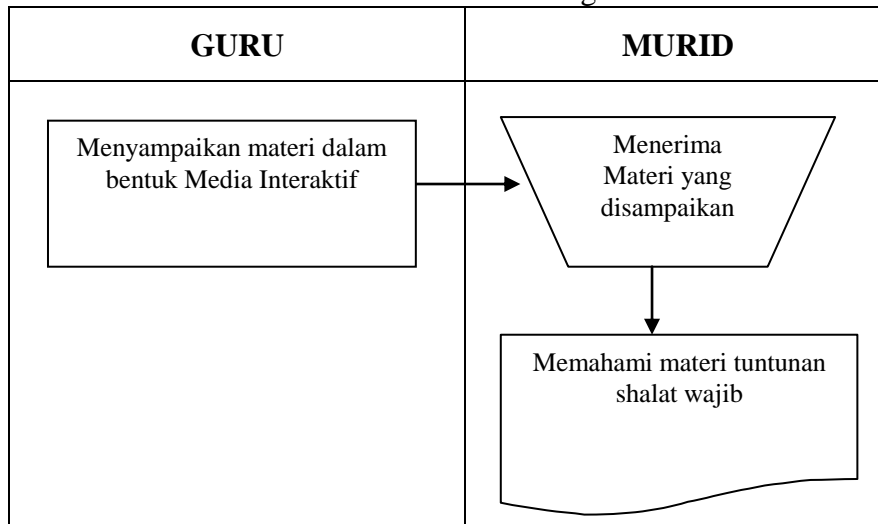 GURU
MURID
Menyampaikan materi dalam
bentuk Media Interaktif
Menerima
Materi yang
disampaikan
Memahami materi tuntunan
shalat wajib